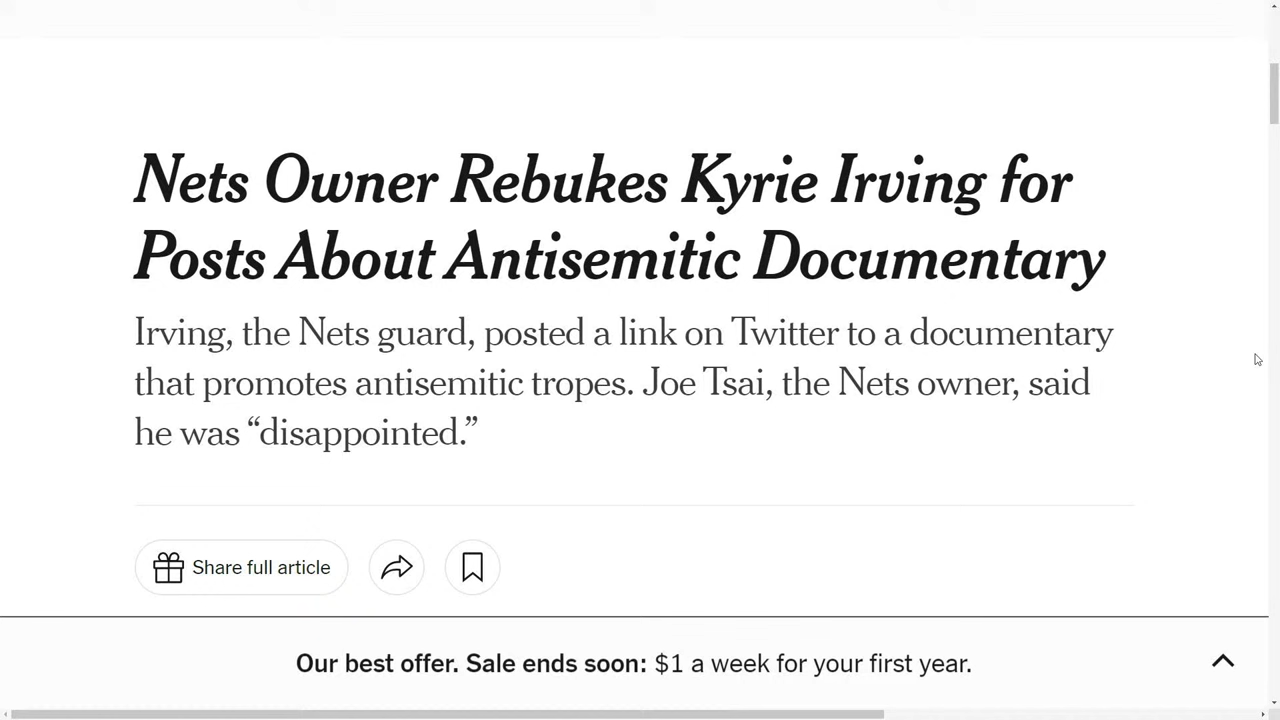 Nets Owner Rebukes Kyrie Irving for
Posts About Antisemitic Documentary
Irving, the Nets guard, posted a link on Twitter to a documentary
that promotes antisemitic tropes. Joe Tsai, the Nets owner, said
he was “disappointed.”
Share full article
Our best offer. Sale ends soon: $1 a week for your first year.